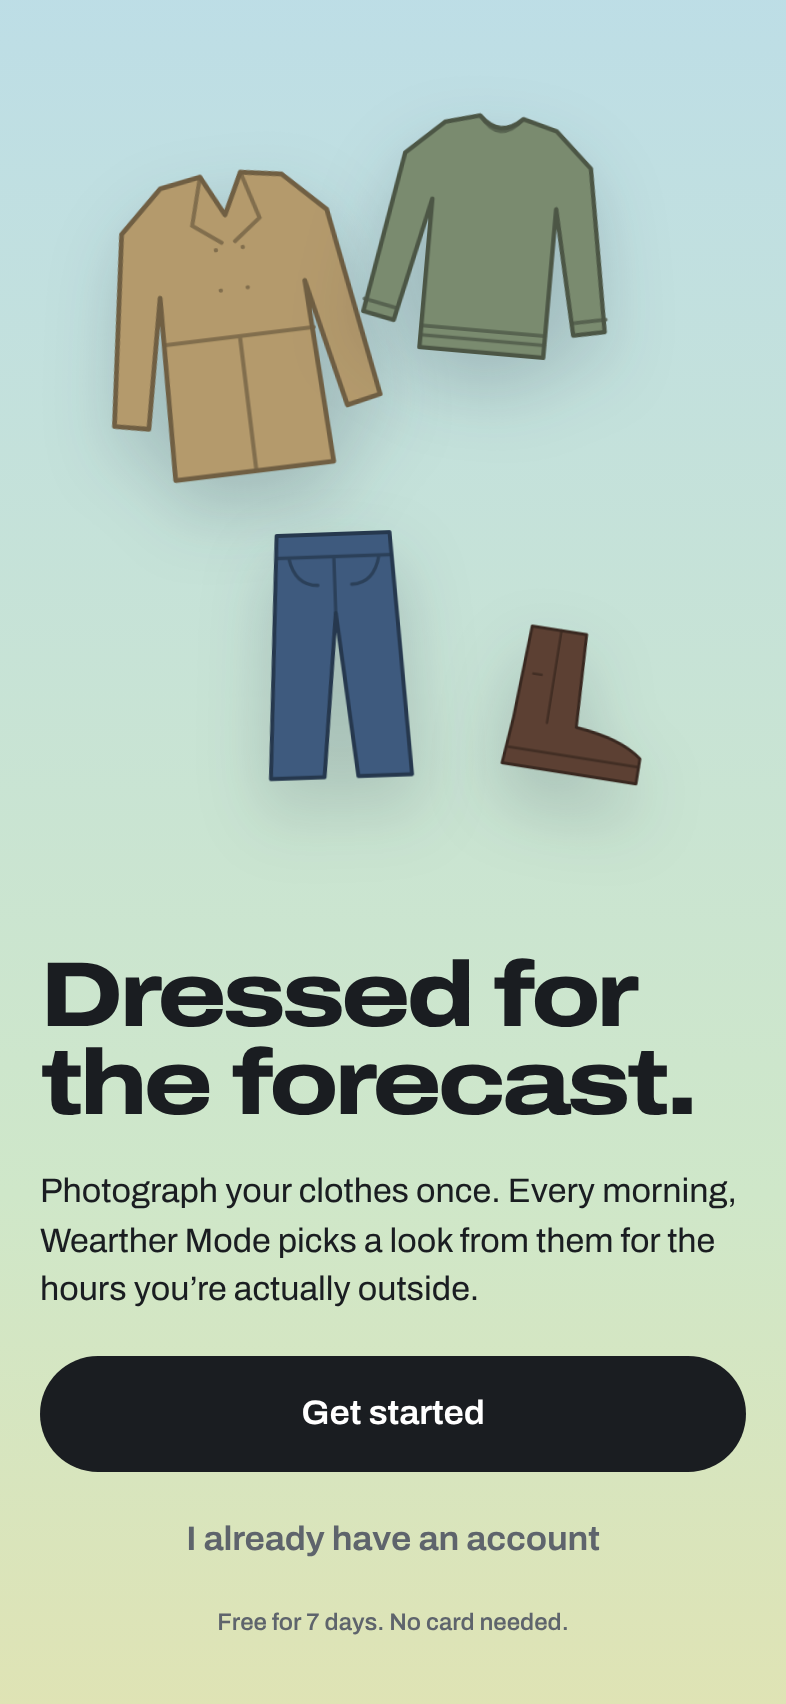 Dressed for
the forecast.
Photograph your clothes once. Every morning,
Wearther Mode picks a look from them for the
hours you’re actually outside.
Get started
I already have an account
Free for 7 days. No card needed.